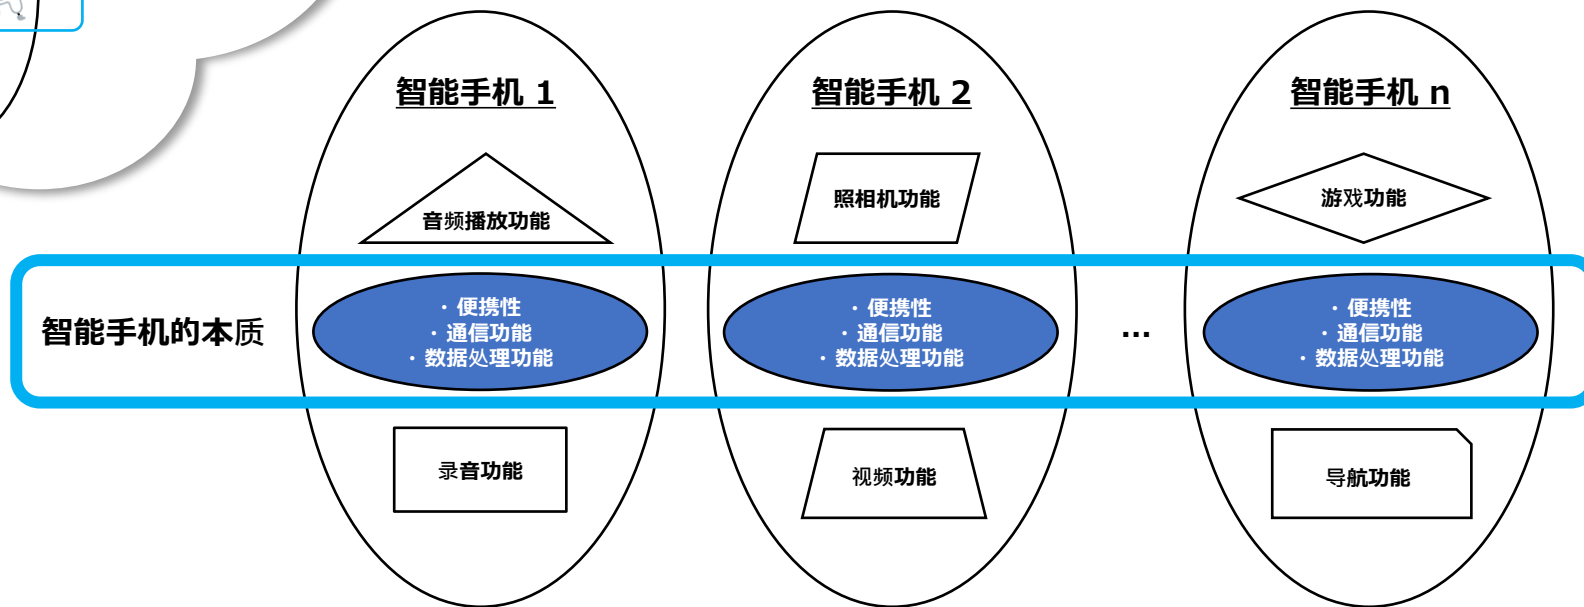 智能手机 1
智能手机 2
智能手机 n
音频播放功能
照相机功能
游戏功能
智能手机的本质
・便携性
・通信功能
・数据处理功能
・便携性
・通信功能
・数据处理功能
...
・便携性
・通信功能
・数据处理功能
录音功能
视频功能
导航功能